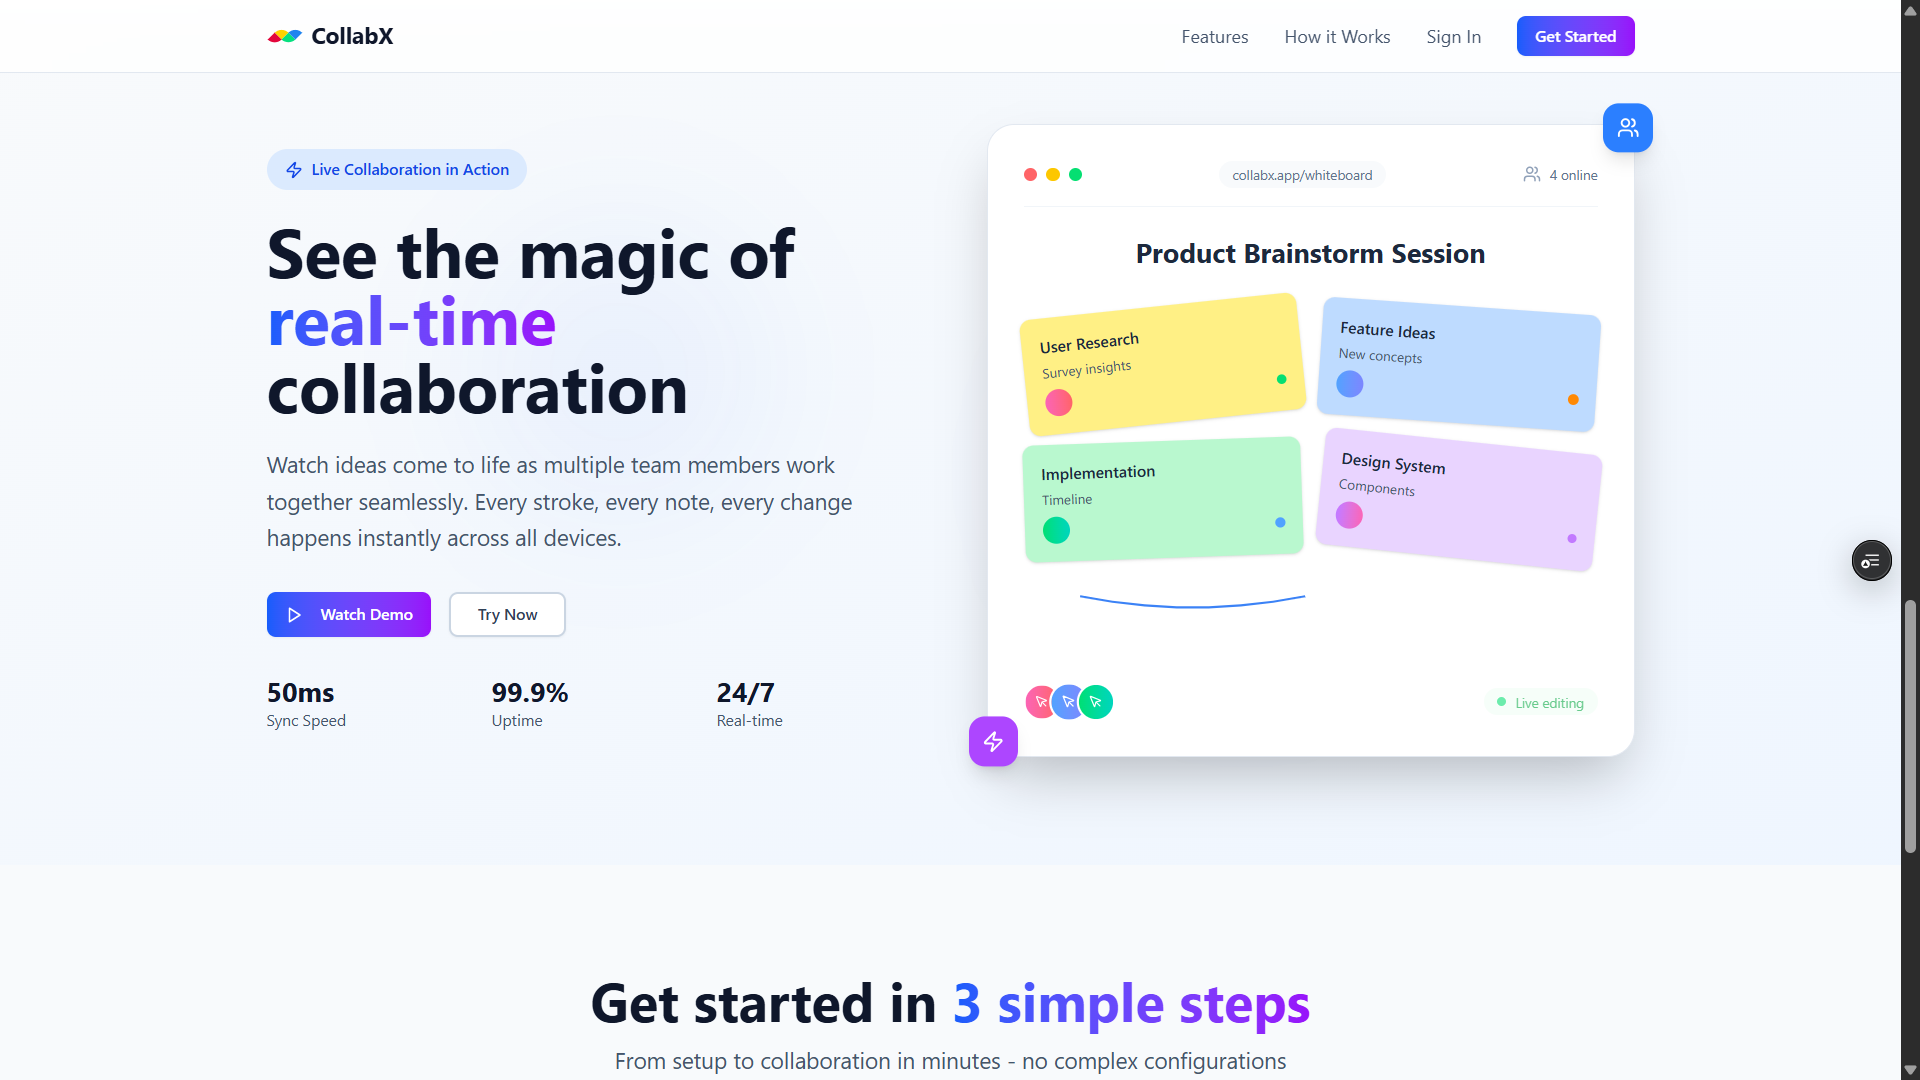 CollabX
Features
How it Works
Sign In
Get Started
Live Collaboration in Action
See the magic of
real-time
collaboration
Watch ideas come to life as multiple team members work
together seamlessly. Every stroke, every note, every change
happens instantly across all devices.
Watch Demo
Try Now
50ms
Sync Speed
99.9%
Uptime
24/7
Real-time
collabx.app/whiteboard
4 online
Product Brainstorm Session
User Research
Survey insights
Feature Ideas
New concepts
Implementation
Timeline
Design System
Components
Live editing
Get started in 3 simple steps
From setup to collaboration in minutes - no complex configurations